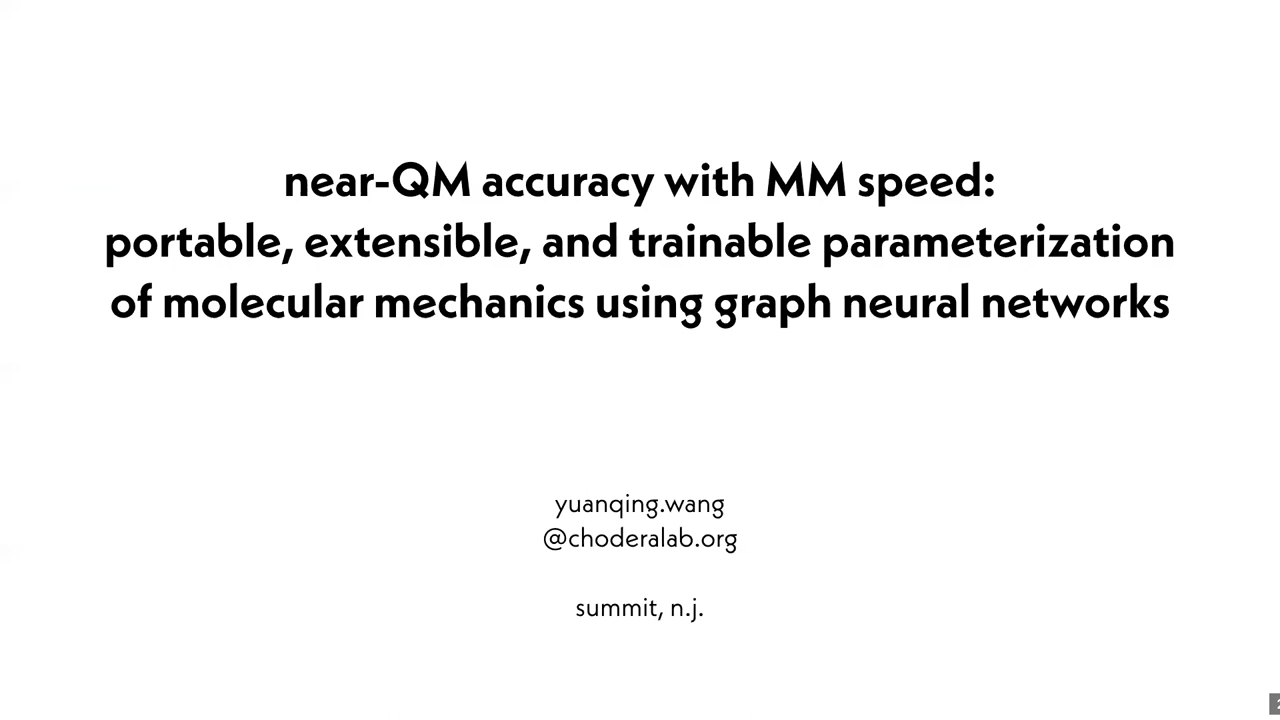 near-QM accuracy with MM speed:
portable, extensible, and trainable parameterization
of molecular mechanics using graph neural networks
yuanqing.wang
@choderalab.org
summit, n.j.